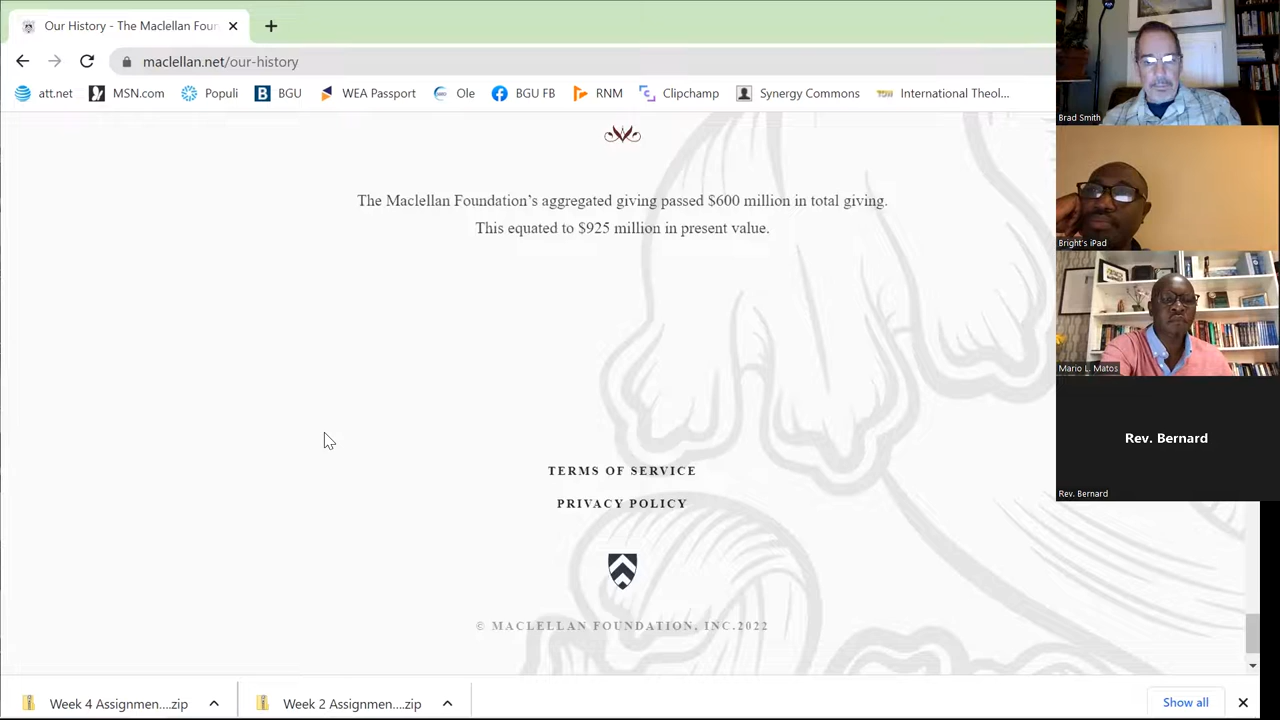 Our History - The Maclellan Foun
maclellan.net/our-history
att.net
MSN.com
Populi
BGU
WEA Passport
Ole
BGU FB
RNM
Clipchamp
Synergy Commons
International Theol...
The Maclellan Foundation's aggregated giving passed $600 million in total giving.
This equated to $925 million in present value.
TERMS OF SERVICE
PRIVACY POLICY
© MACLELLAN FOUNDATION, INC.2022
Week 4 Assignmen....zip
Week 2 Assignmen....zip
Show all
Brad Smith
Bright's iPad
Mario L. Matos
Rev. Bernard
Rev. Bernard